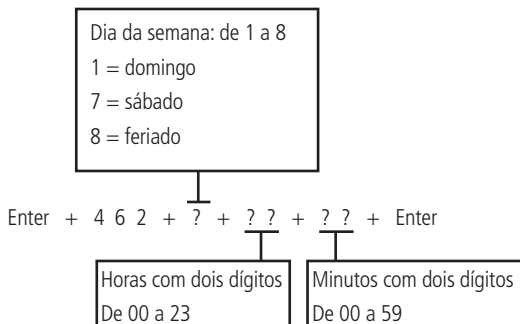 Dia da semana: de 1 a 8
1 = domingo
7 = sábado
8 = feriado
Enter + 4 6 2 + ? + ? ? + ? ? + Enter
Horas com dois dígitos
De 00 a 23
Minutos com dois dígitos
De 00 a 59